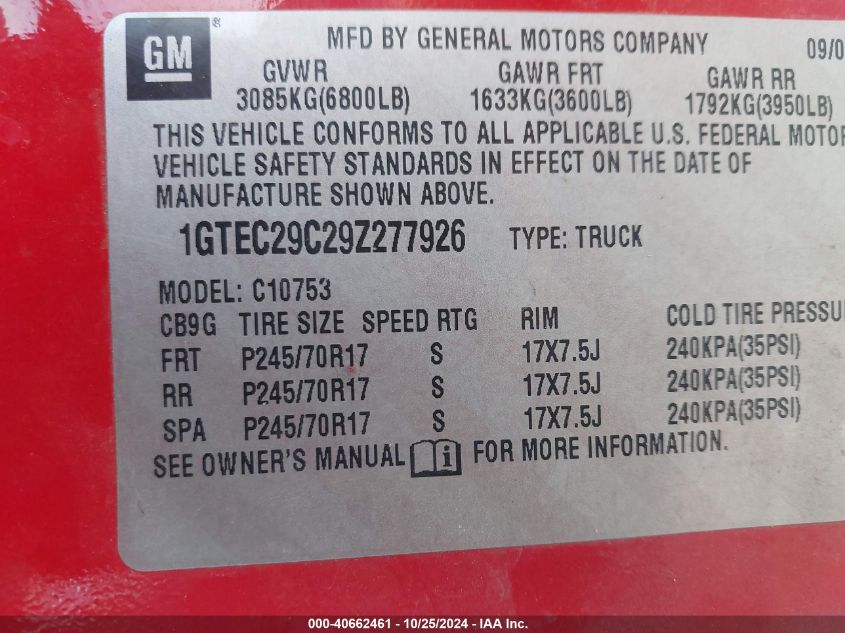 GM ®
MFD BY GENERAL MOTORS COMPANY 09/0
GVWR GAWR FRT GAWR RR
3085KG(6800LB) 1633KG(3600LB) 1792KG(3950LB)
THIS VEHICLE CONFORMS TO ALL APPLICABLE U.S. FEDERAL MOTOR
VEHICLE SAFETY STANDARDS IN EFFECT ON THE DATE OF
MANUFACTURE SHOWN ABOVE.
1GTEC29C29Z277926 TYPE: TRUCK
MODEL: C10753
CB9G TIRE SIZE SPEED RTG RIM COLD TIRE PRESSU
FRT P245/70R17 S 17X7.5J 240KPA(35PSI)
RR P245/70R17 S 17X7.5J 240KPA(35PSI)
SPA P245/70R17 S 17X7.5J 240KPA(35PSI)
SEE OWNER'S MANUAL i FOR MORE INFORMATION.
000-40662461 - 10/25/2024 - IAA Inc.